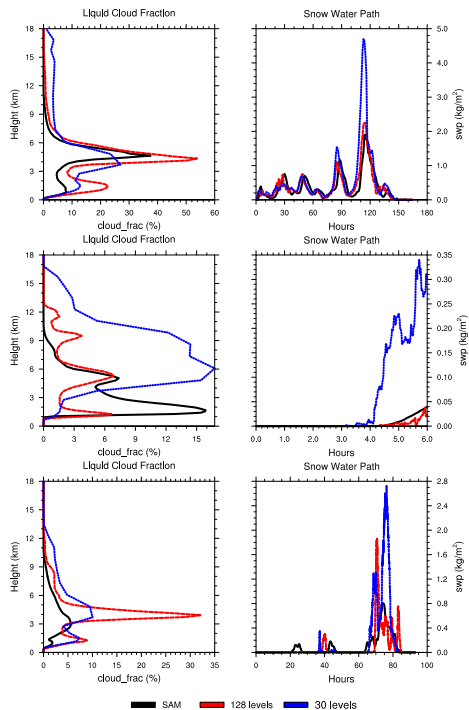 Liquid Cloud Fraction
Snow Water Path
18
15
12
9
6
3
0
Height (km)
5.0
4.0
3.0
2.0
1.0
0.0
swp (kg/m²)
0 10 20 30 40 50 60
cloud_frac (%)
0 30 60 90 120 150 180
Hours
Liquid Cloud Fraction
Snow Water Path
18
15
12
9
6
3
0
Height (km)
0.35
0.30
0.25
0.20
0.15
0.10
0.05
0.00
swp (kg/m²)
0 3 6 9 12 15
cloud_frac (%)
0.0 1.0 2.0 3.0 4.0 5.0 6.0
Hours
Liquid Cloud Fraction
Snow Water Path
18
15
12
9
6
3
0
Height (km)
2.8
2.4
2.0
1.6
1.2
0.8
0.4
0.0
swp (kg/m²)
0 5 10 15 20 25 30 35
cloud_frac (%)
0 20 40 60 80 100
Hours
SAM 128 levels 30 levels